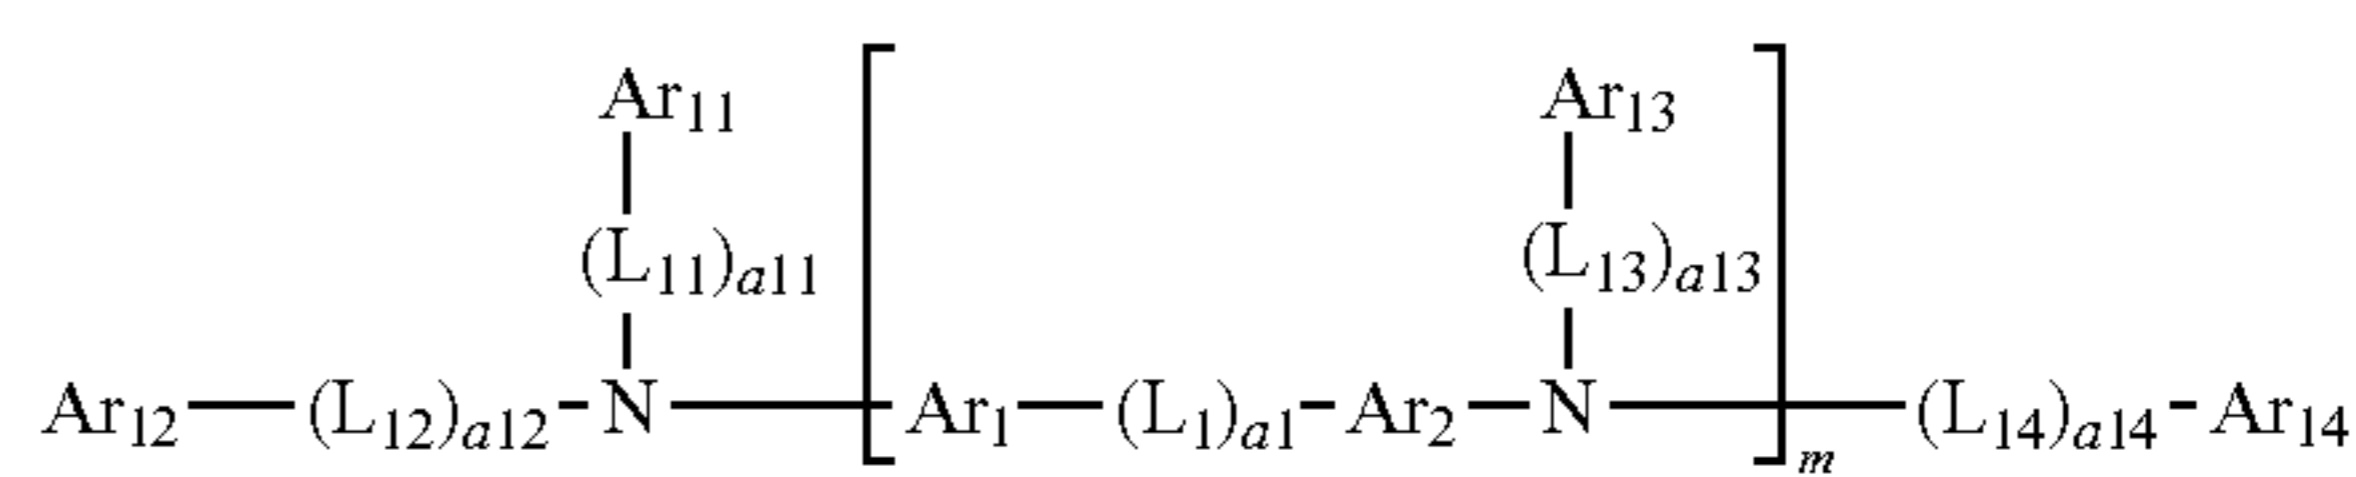 Ar11 Ar13
(L11)a11 (L13)a13
Ar12 (L12)a12 N Ar1 (L1)a1 Ar2 N (L14)a14 Ar14
m